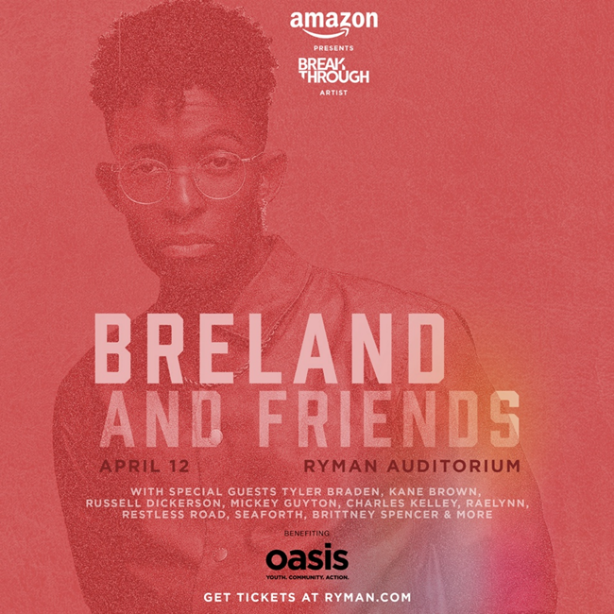 amazon
PRESENTS
BREAK
THROUGH
ARTIST
BRELAND
AND FRIENDS
APRIL 12 RYMAN AUDITORIUM
WITH SPECIAL GUESTS TYLER BRADEN, KANE BROWN,
RUSSELL DICKERSON, MICKEY GUYTON, CHARLES KELLEY, RAELYNN,
RESTLESS ROAD, SEAFORTH, BRITTNEY SPENCER & MORE
BENEFITING
oasis
YOUTH. COMMUNITY. ACTION.
GET TICKETS AT RYMAN.COM